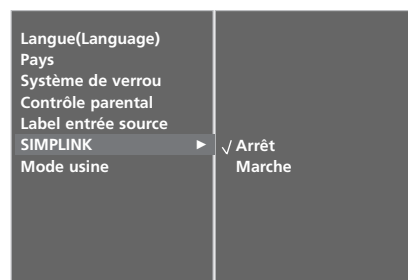 Langue(Language)
Pays
Système de verrou
Contrôle parental
Label entrée source
SIMPLINK ►
Mode usine
√ Arrêt
Marche